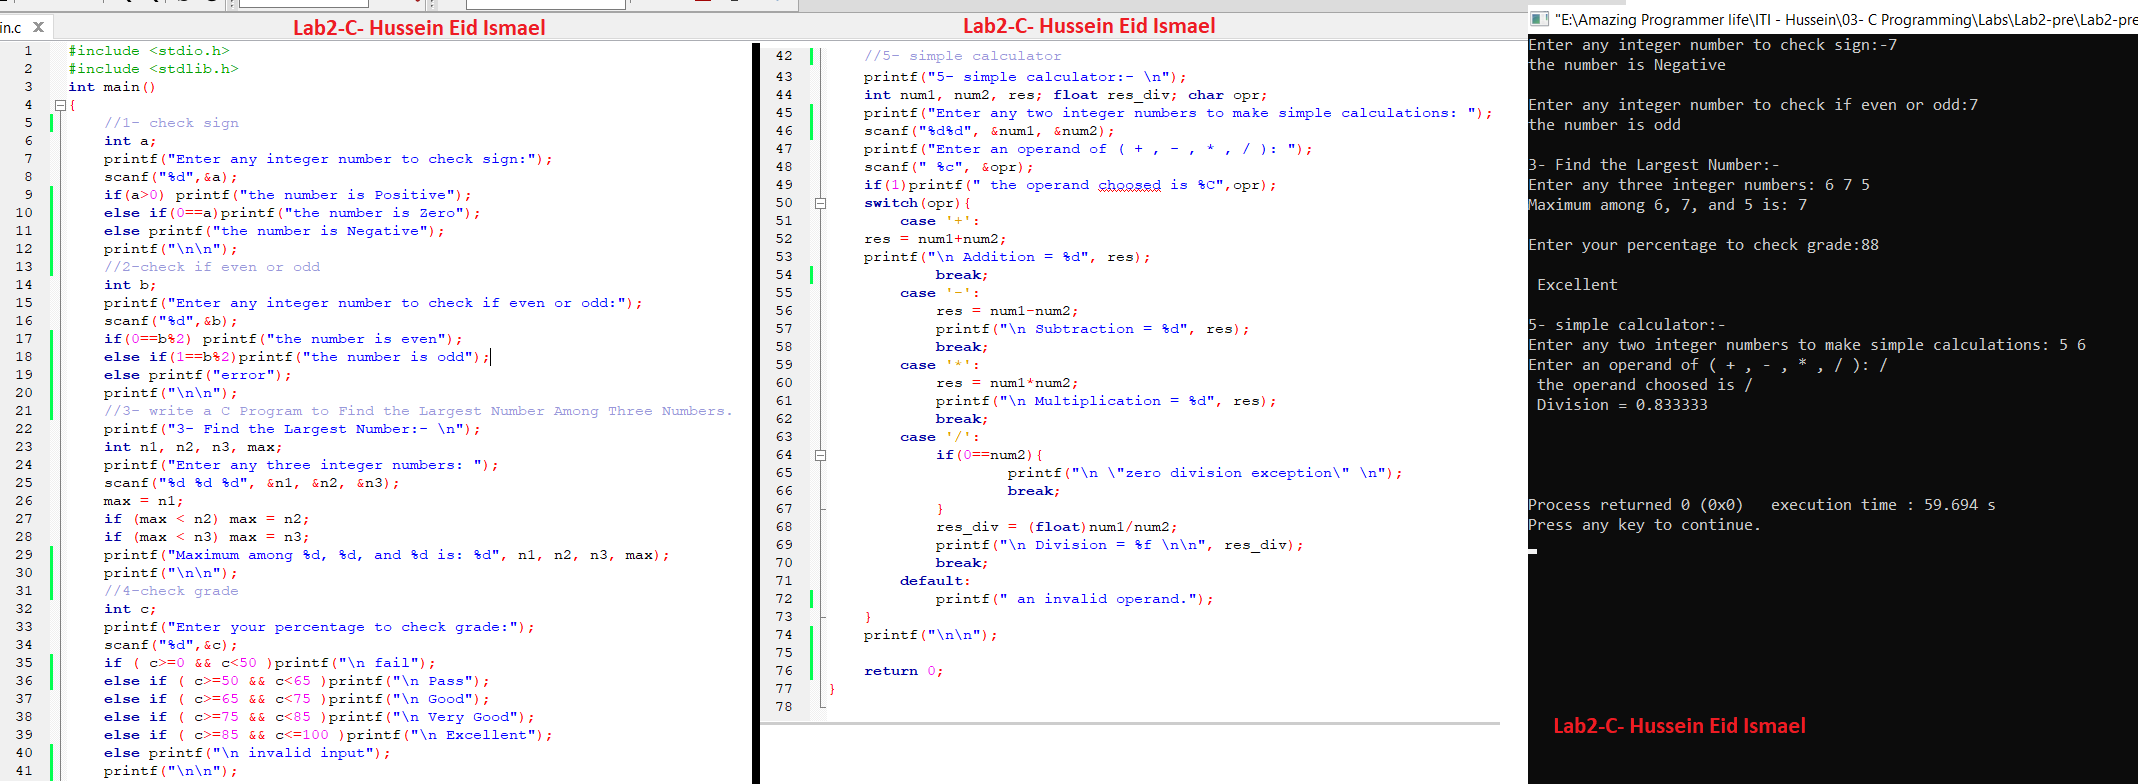 in.c X
Lab2-C- Hussein Eid Ismael
1 #include <stdio.h>
2 #include <stdlib.h>
3 int main()
4 {
5 //1- check sign
6 int a;
7 printf("Enter any integer number to check sign:");
8 scanf("%d",&a);
9 if(a>0) printf("the number is Positive");
10 else if(0==a)printf("the number is Zero");
11 else printf("the number is Negative");
12 printf("\n\n");
13 //2-check if even or odd
14 int b;
15 printf("Enter any integer number to check if even or odd:");
16 scanf("%d",&b);
17 if(0==b%2) printf("the number is even");
18 else if(1==b%2)printf("the number is odd");
19 else printf("error");
20 printf("\n\n");
21 //3- write a C Program to Find the Largest Number Among Three Numbers.
22 printf("3- Find the Largest Number:- \n");
23 int n1, n2, n3, max;
24 printf("Enter any three integer numbers: ");
25 scanf("%d %d %d", &n1, &n2, &n3);
26 max = n1;
27 if (max < n2) max = n2;
28 if (max < n3) max = n3;
29 printf("Maximum among %d, %d, and %d is: %d", n1, n2, n3, max);
30 printf("\n\n");
31 //4-check grade
32 int c;
33 printf("Enter your percentage to check grade:");
34 scanf("%d",&c);
35 if ( c>=0 && c<50 )printf("\n fail");
36 else if ( c>=50 && c<65 )printf("\n Pass");
37 else if ( c>=65 && c<75 )printf("\n Good");
38 else if ( c>=75 && c<85 )printf("\n Very Good");
39 else if ( c>=85 && c<=100 )printf("\n Excellent");
40 else printf("\n invalid input");
41 printf("\n\n");
Lab2-C- Hussein Eid Ismael
42 //5- simple calculator
43 printf("5- simple calculator:- \n");
44 int num1, num2, res; float res_div; char opr;
45 printf("Enter any two integer numbers to make simple calculations: ");
46 scanf("%d%d", &num1, &num2);
47 printf("Enter an operand of ( + , - , * , / ): ");
48 scanf(" %c", &opr);
49 if(1)printf(" the operand choosed is %C",opr);
50 switch(opr){
51 case '+':
52 res = num1+num2;
53 printf("\n Addition = %d", res);
54 break;
55 case '-':
56 res = num1-num2;
57 printf("\n Subtraction = %d", res);
58 break;
59 case '*':
60 res = num1*num2;
61 printf("\n Multiplication = %d", res);
62 break;
63 case '/':
64 if(0==num2){
65 printf("\n \"zero division exception\" \n");
66 break;
67 }
68 res_div = (float)num1/num2;
69 printf("\n Division = %f \n\n", res_div);
70 break;
71 default:
72 printf(" an invalid operand.");
73 }
74 printf("\n\n");
75
76 return 0;
77 }
78
"E:\Amazing Programmer life\ITI - Hussein\03- C Programming\Labs\Lab2-pre\Lab2-pre
Enter any integer number to check sign:-7
the number is Negative
Enter any integer number to check if even or odd:7
the number is odd
3- Find the Largest Number:-
Enter any three integer numbers: 6 7 5
Maximum among 6, 7, and 5 is: 7
Enter your percentage to check grade:88
Excellent
5- simple calculator:-
Enter any two integer numbers to make simple calculations: 5 6
Enter an operand of ( + , - , * , / ): /
the operand choosed is /
Division = 0.833333
Process returned 0 (0x0) execution time : 59.694 s
Press any key to continue.
Lab2-C- Hussein Eid Ismael